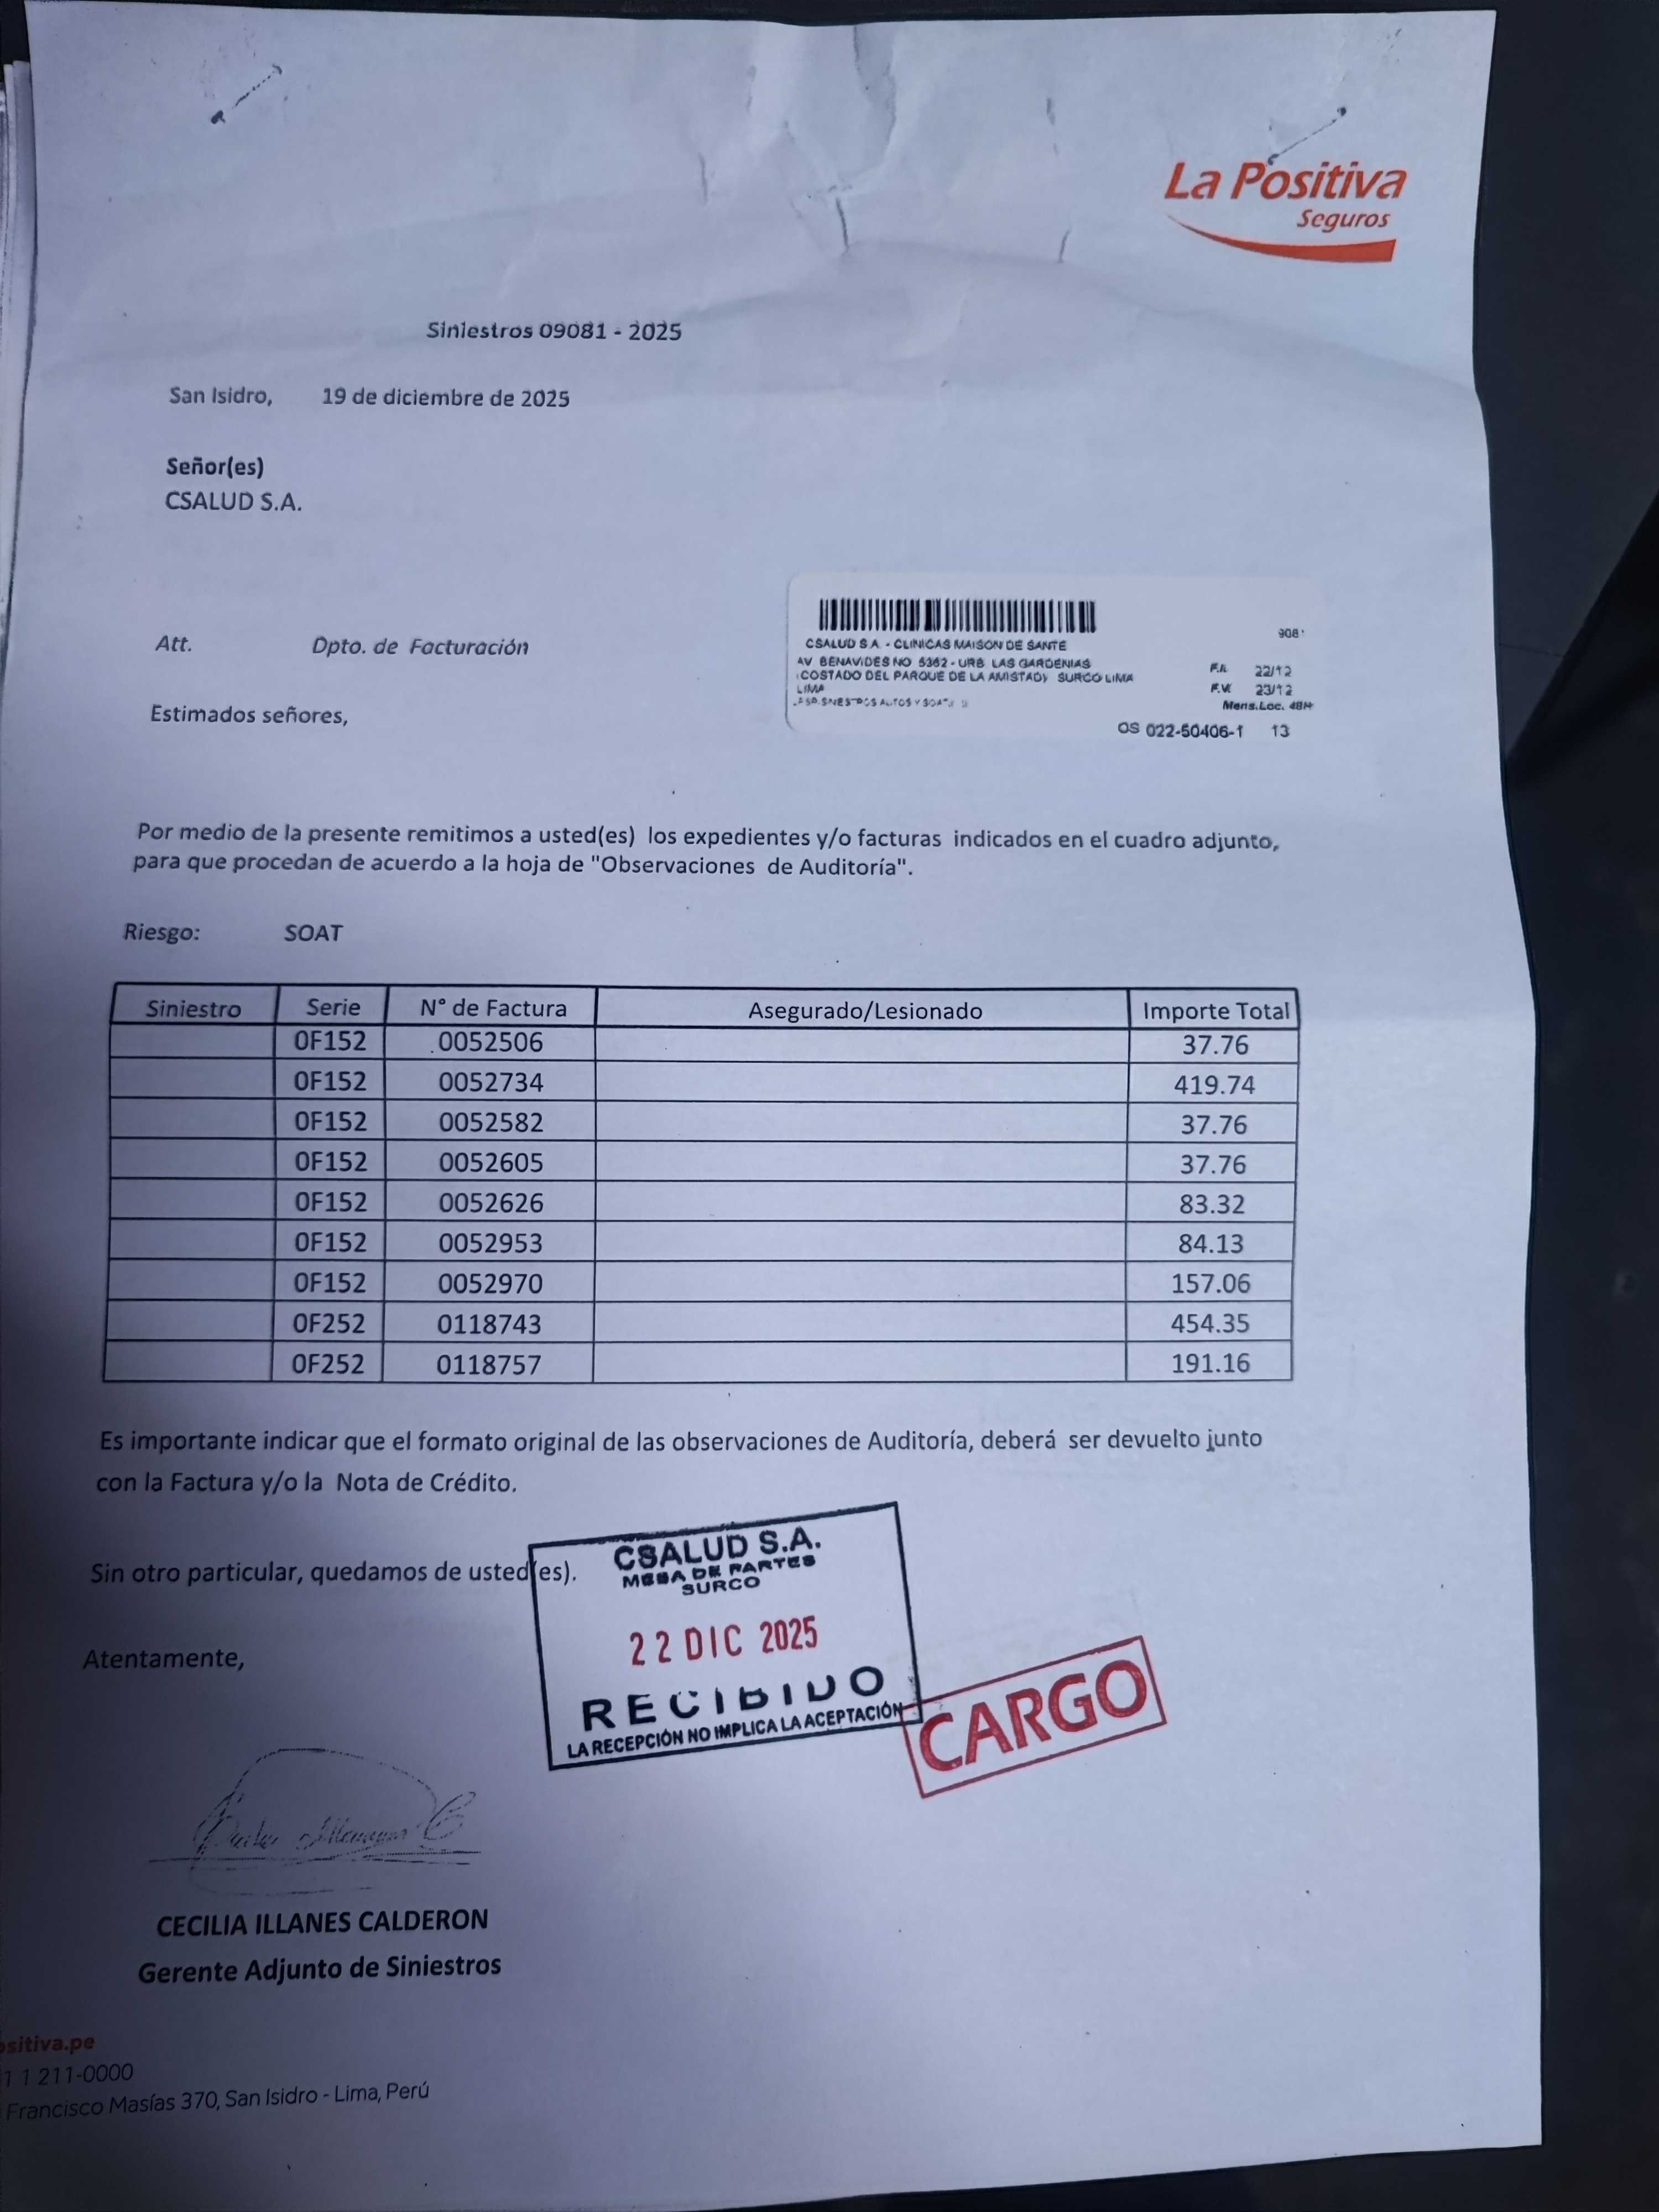 La Positiva
Seguros
Siniestros 09081 - 2025
San Isidro, 19 de diciembre de 2025
Señor(es)
CSALUD S.A.
Att. Dpto. de Facturación
Estimados señores,
CSALUD S.A - CLINICAS MAISON DE SANTE
AV BENAVIDES NO 5362 - URB LAS GARDENIAS
(COSTADO DEL PARQUE DE LA AMISTAD) SURCO LIMA
LIMA
908
22/12
F.V. 23/12
Mens.Loc. 48H
OS 022-50406-1 13
Por medio de la presente remitimos a usted(es) los expedientes y/o facturas indicados en el cuadro adjunto,
para que procedan de acuerdo a la hoja de "Observaciones de Auditoría".
Riesgo: SOAT
Siniestro Serie N° de Factura Asegurado/Lesionado Importe Total
0F152 0052506 37.76
0F152 0052734 419.74
0F152 0052582 37.76
0F152 0052605 37.76
0F152 0052626 83.32
0F152 0052953 84.13
0F152 0052970 157.06
0F252 0118743 454.35
0F252 0118757 191.16
Es importante indicar que el formato original de las observaciones de Auditoría, deberá ser devuelto junto
con la Factura y/o la Nota de Crédito.
Sin otro particular, quedamos de usted(es).
CSALUD S.A.
MESA DE PARTES
SURCO
22 DIC 2025
RECIBIDO
LA RECEPCIÓN NO IMPLICA LA ACEPTACIÓN
CARGO
Atentamente,
CECILIA ILLANES CALDERON
Gerente Adjunto de Siniestros
ositiva.pe
1 1 211-0000
Francisco Masías 370, San Isidro - Lima, Perú